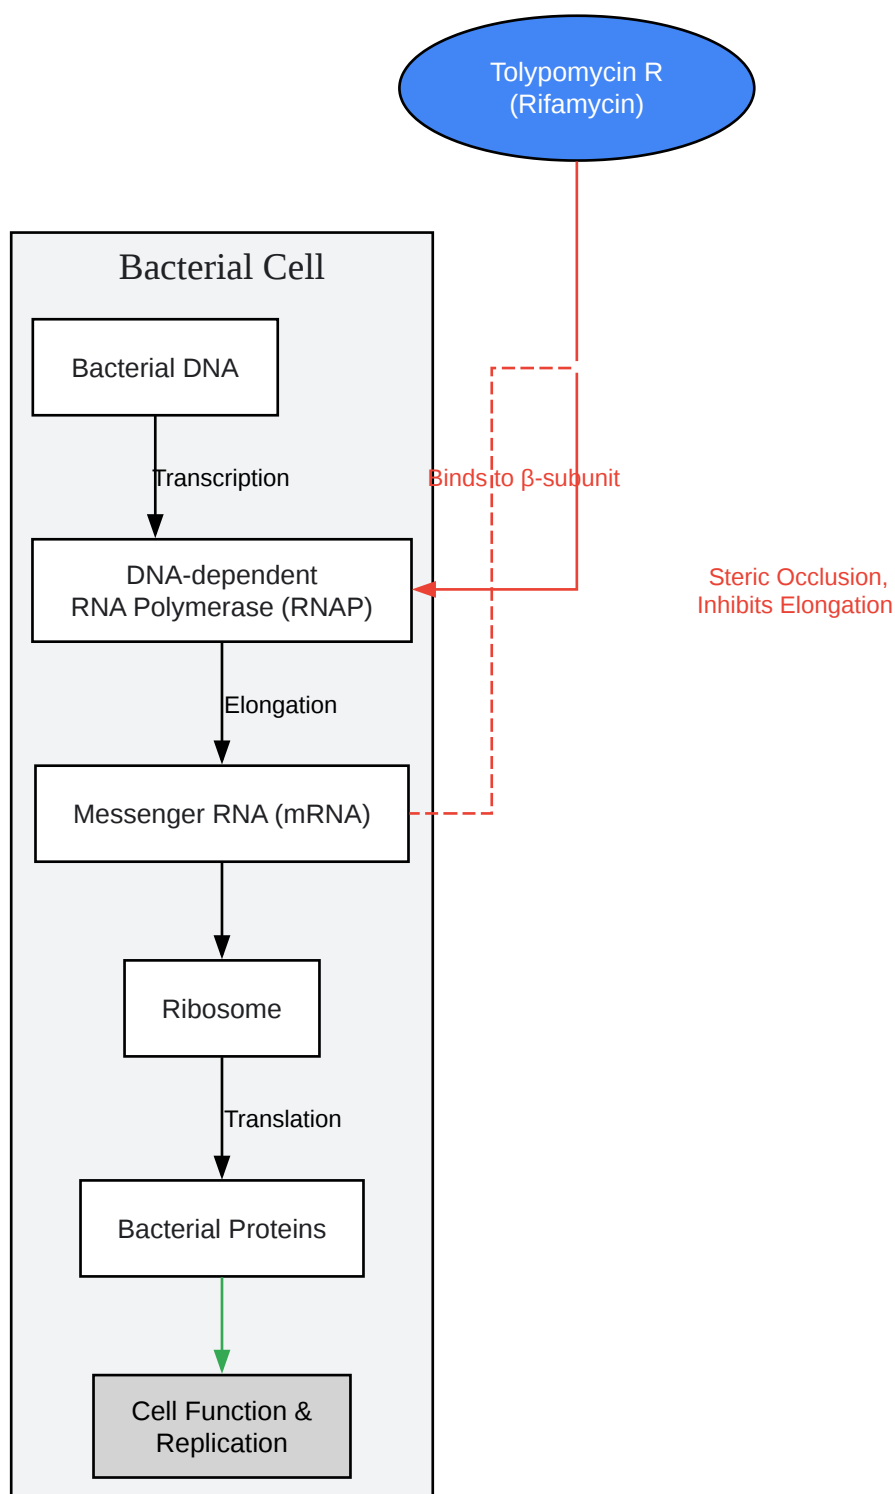 Tolypomycin R
(Rifamycin)
Bacterial Cell
Bacterial DNA
Transcription
Binds to β-subunit
DNA-dependent
RNA Polymerase (RNAP)
Steric Occlusion,
Inhibits Elongation
Elongation
Messenger RNA (mRNA)
Ribosome
Translation
Bacterial Proteins
Cell Function &
Replication